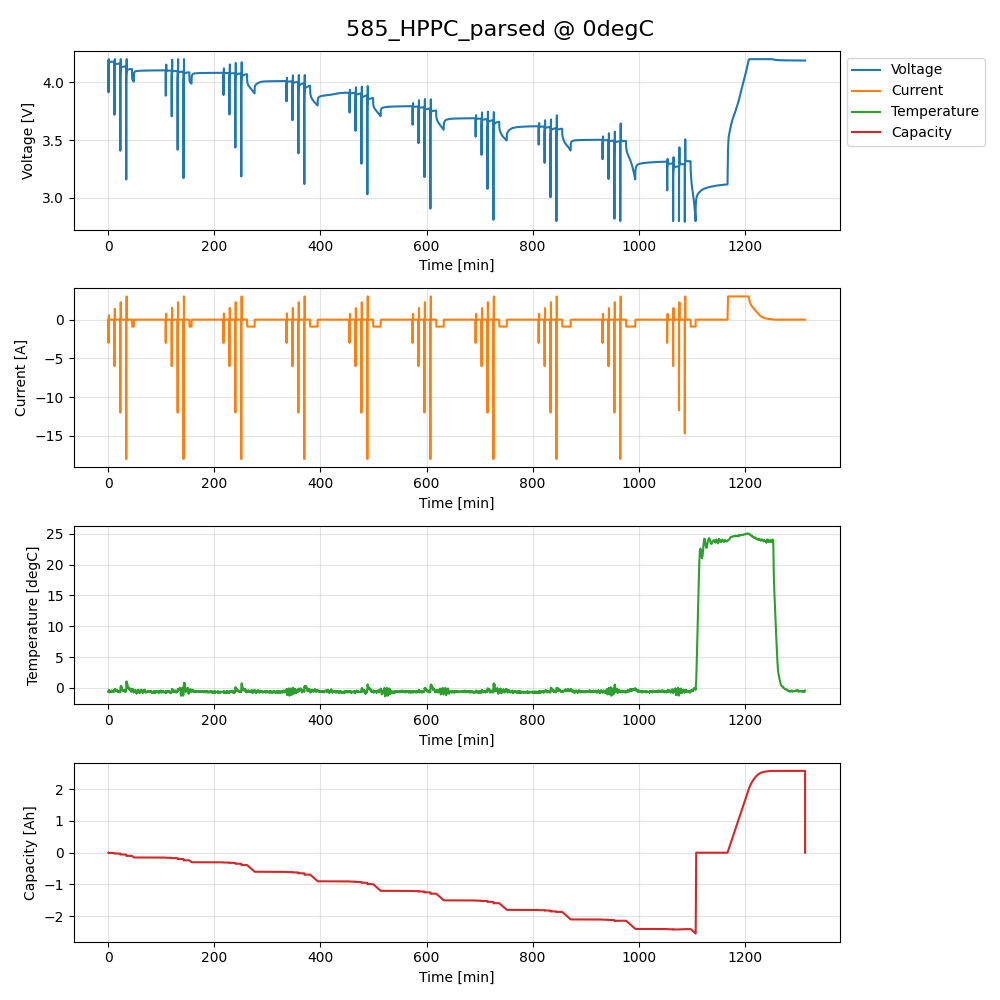 585_HPPC_parsed @ 0degC
Voltage [V]
4.0
3.5
3.0
0 200 400 600 800 1000 1200
Time [min]
Voltage
Current
Temperature
Capacity
Current [A]
0
−5
−10
−15
0 200 400 600 800 1000 1200
Time [min]
Temperature [degC]
25
20
15
10
5
0
0 200 400 600 800 1000 1200
Time [min]
Capacity [Ah]
2
1
0
−1
−2
0 200 400 600 800 1000 1200
Time [min]